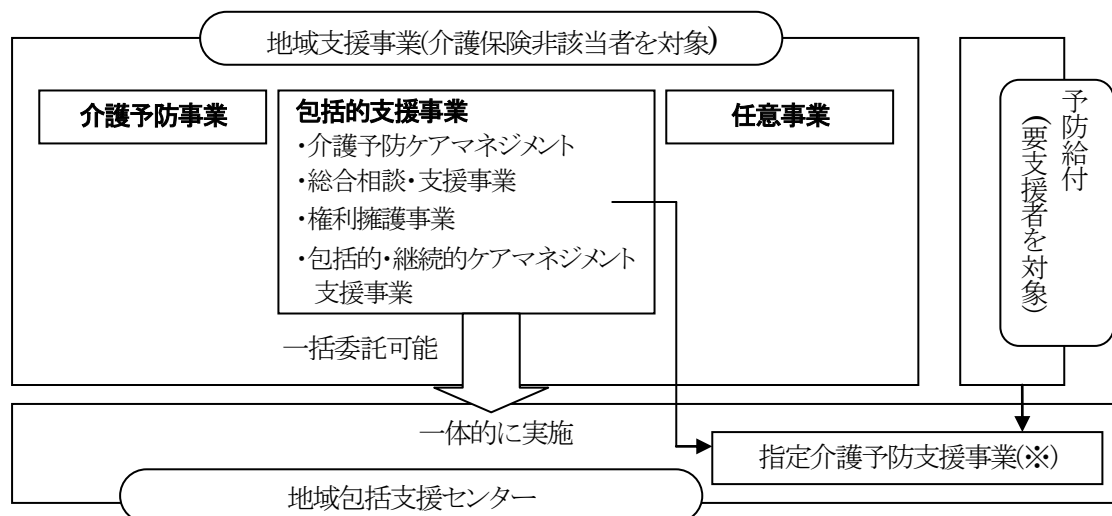 地域支援事業(介護保険非該当者を対象)
介護予防事業
包括的支援事業
・介護予防ケアマネジメント
・総合相談・支援事業
・権利擁護事業
・包括的・継続的ケアマネジメント
支援事業
任意事業
予防給付
(要支援者を対象)
一括委託可能
一体的に実施
指定介護予防支援事業(※)
地域包括支援センター